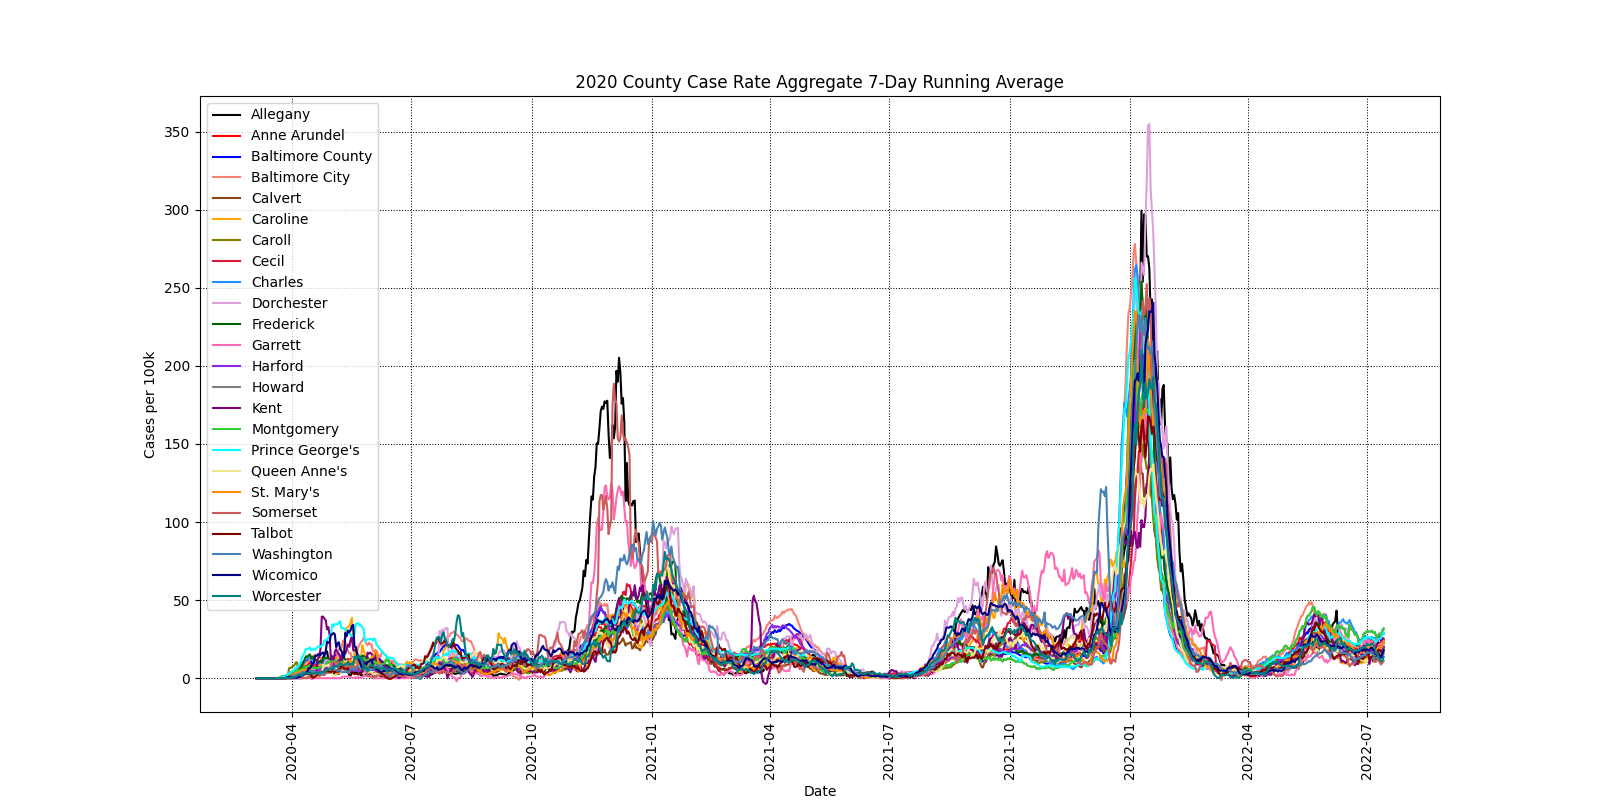 2020 County Case Rate Aggregate 7-Day Running Average
Allegany
Anne Arundel
Baltimore County
Baltimore City
Calvert
Caroline
Caroll
Cecil
Charles
Dorchester
Frederick
Garrett
Harford
Howard
Kent
Montgomery
Prince George's
Queen Anne's
St. Mary's
Somerset
Talbot
Washington
Wicomico
Worcester
Cases per 100k
350
300
250
200
150
100
50
0
2020-04
2020-07
2020-10
2021-01
2021-04
2021-07
2021-10
2022-01
2022-04
2022-07
Date